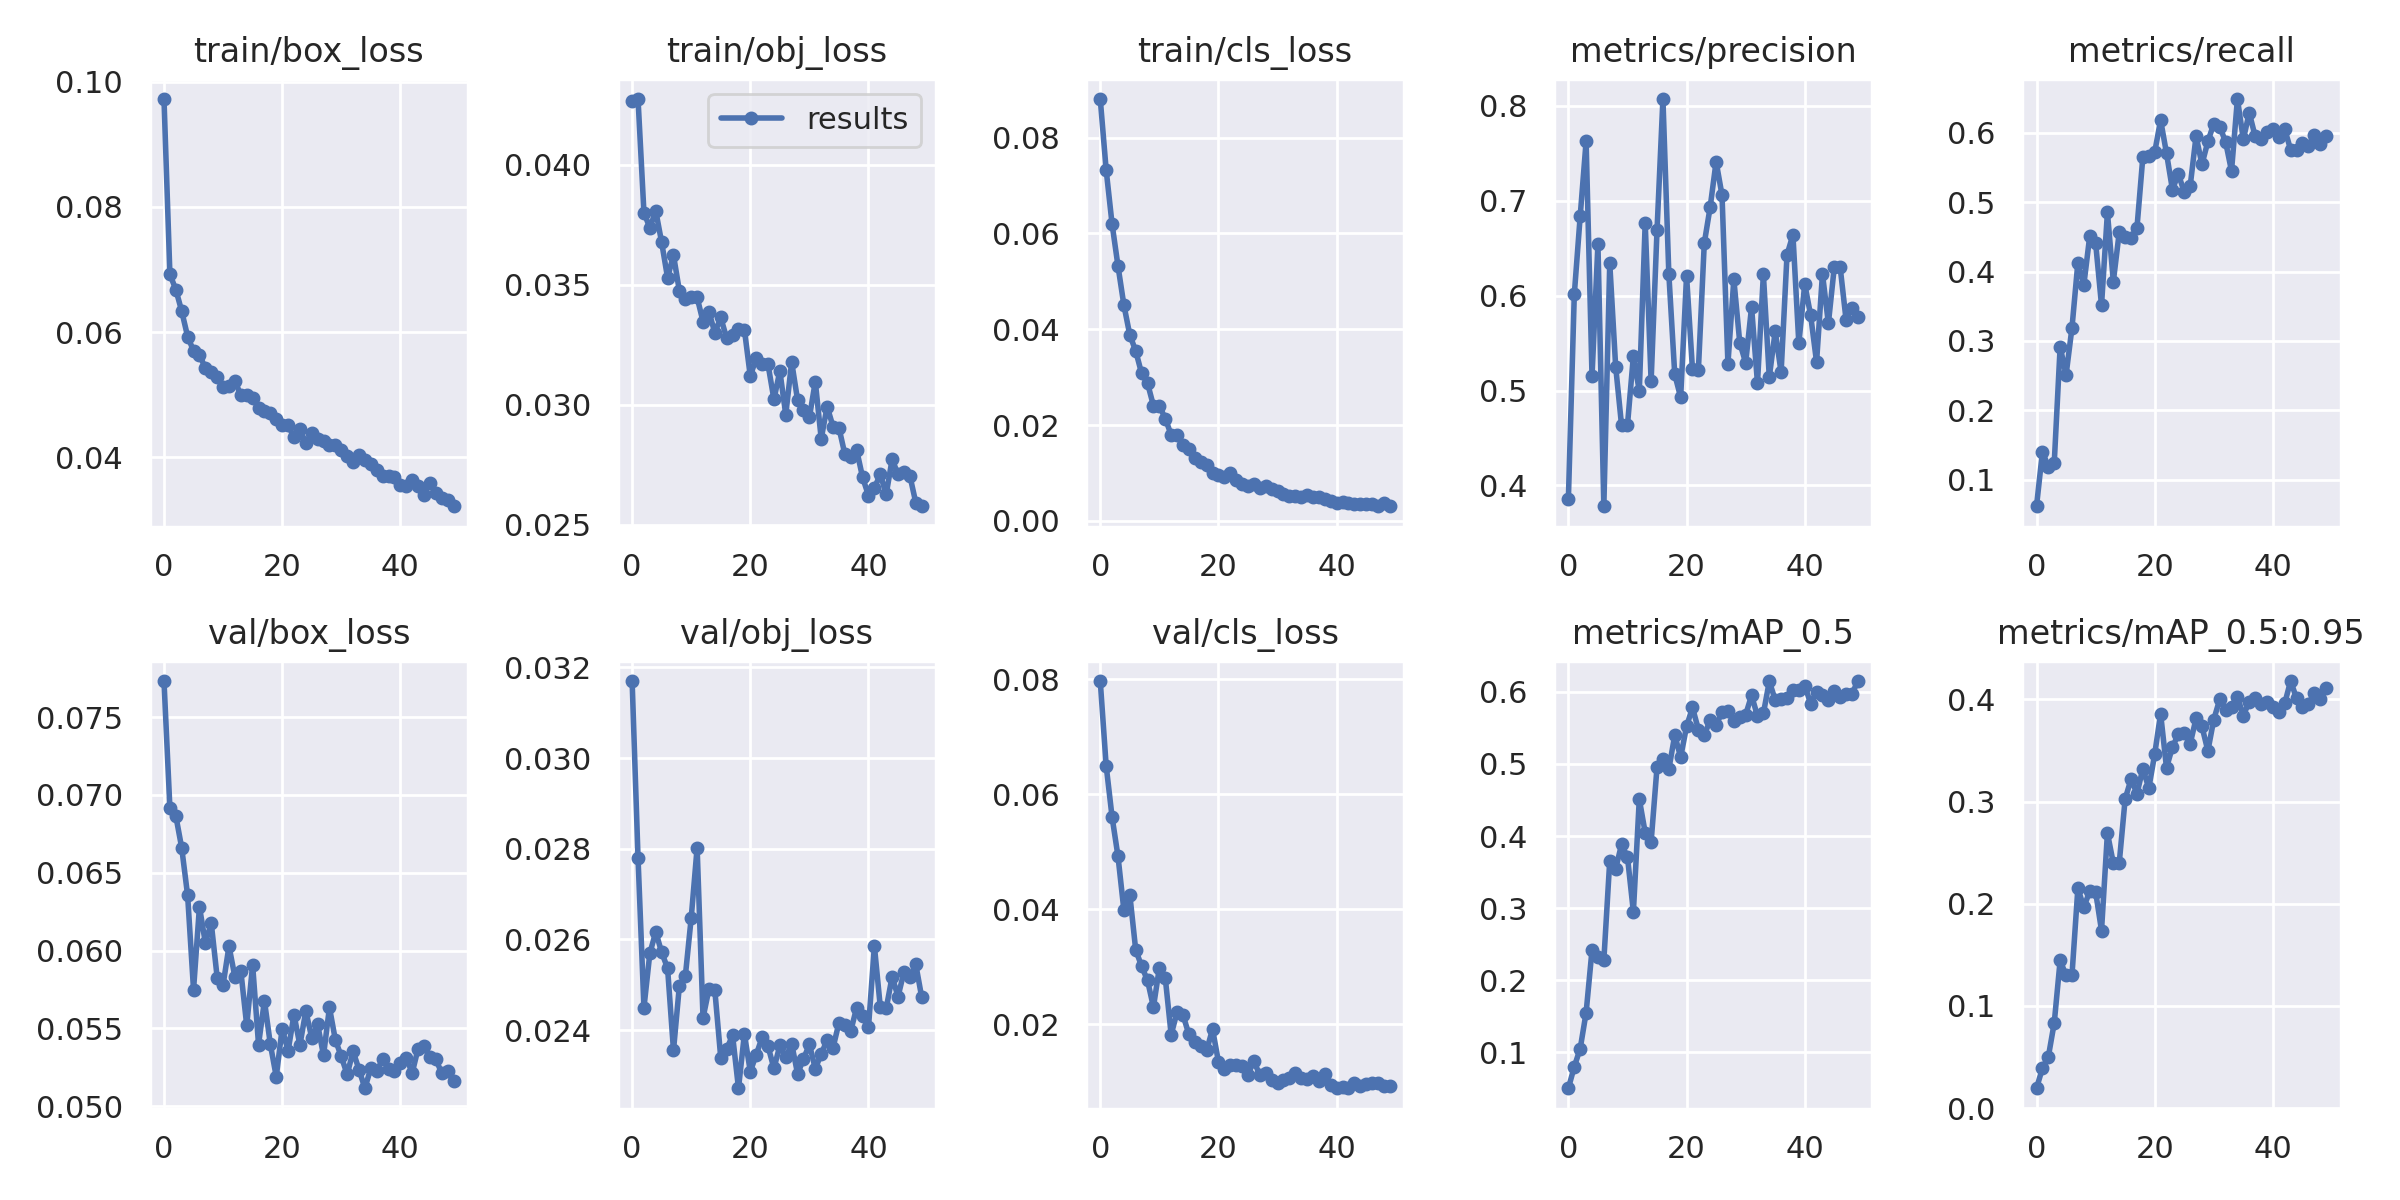 train/box_loss
0.10
0.08
0.06
0.04
0 20 40
train/obj_loss
results
0.040
0.035
0.030
0.025
0 20 40
train/cls_loss
0.08
0.06
0.04
0.02
0.00
0 20 40
metrics/precision
0.8
0.7
0.6
0.5
0.4
0 20 40
metrics/recall
0.6
0.5
0.4
0.3
0.2
0.1
0 20 40
val/box_loss
0.075
0.070
0.065
0.060
0.055
0.050
0 20 40
val/obj_loss
0.032
0.030
0.028
0.026
0.024
0 20 40
val/cls_loss
0.08
0.06
0.04
0.02
0 20 40
metrics/mAP_0.5
0.6
0.5
0.4
0.3
0.2
0.1
0 20 40
metrics/mAP_0.5:0.95
0.4
0.3
0.2
0.1
0.0
0 20 40